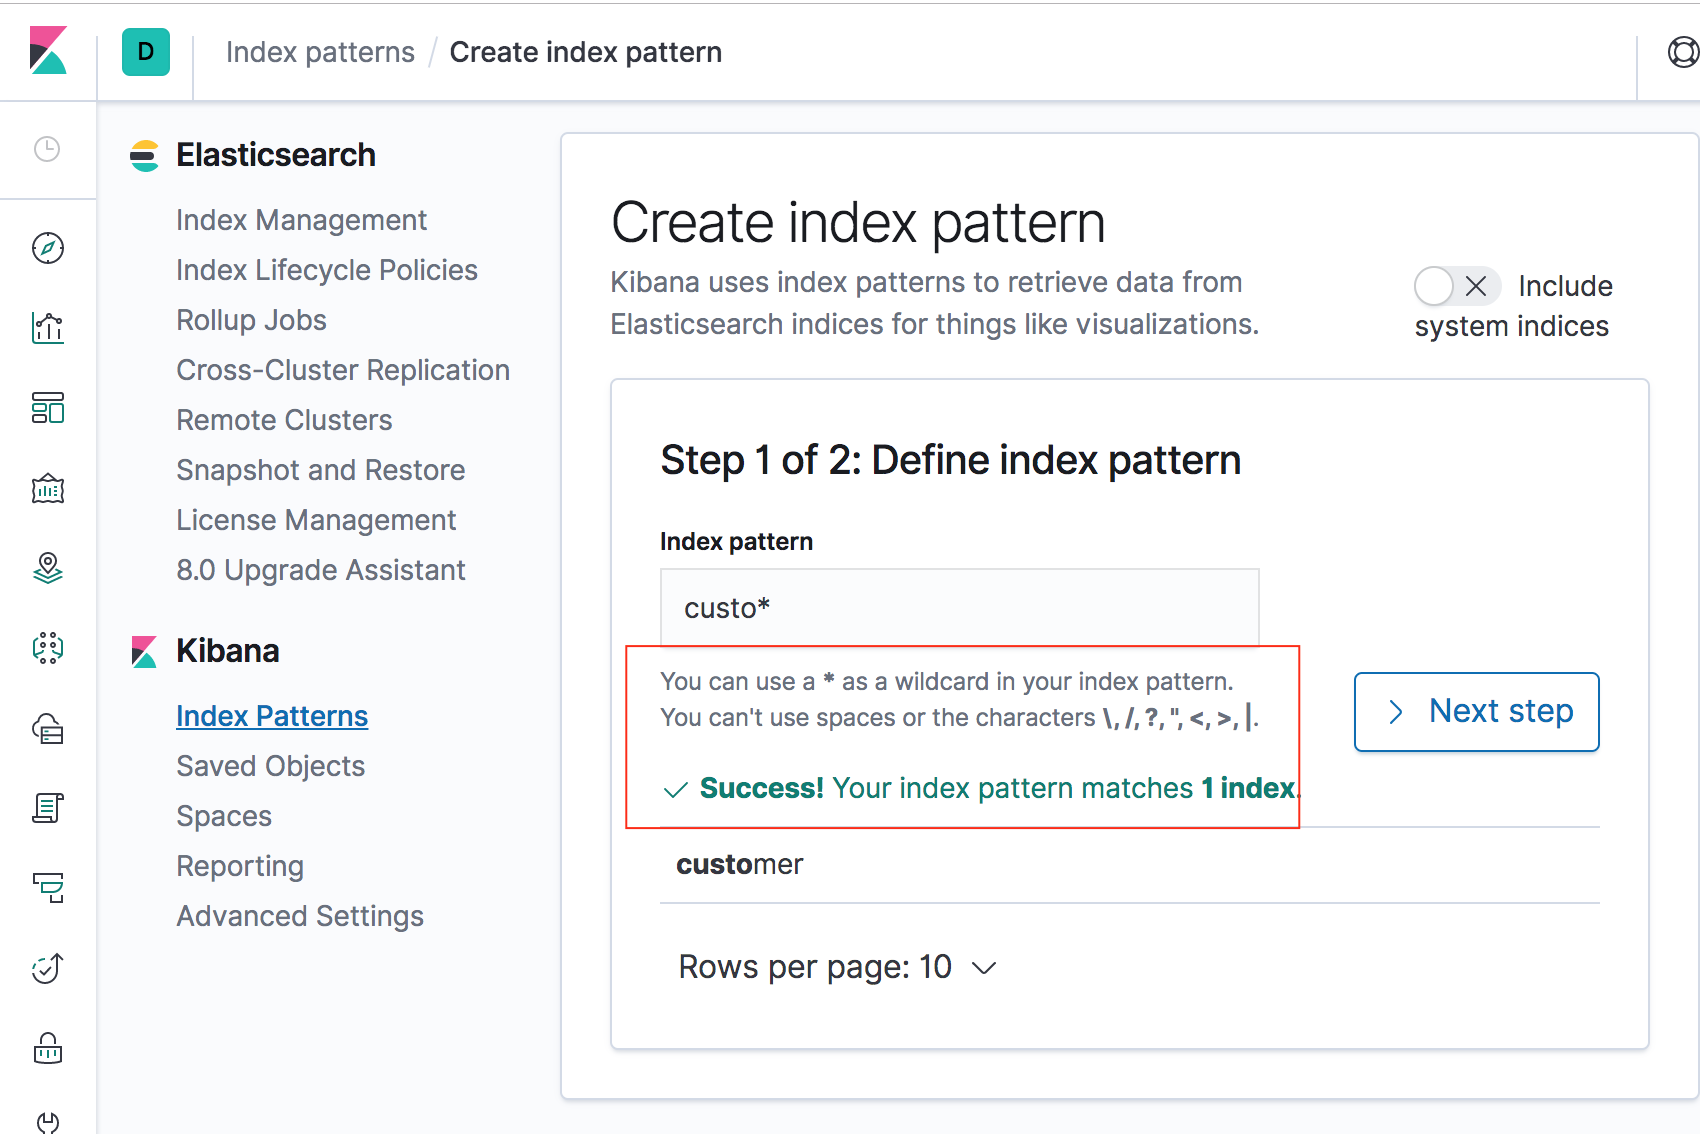 D
Index patterns / Create index pattern
Elasticsearch
Index Management
Index Lifecycle Policies
Rollup Jobs
Cross-Cluster Replication
Remote Clusters
Snapshot and Restore
License Management
8.0 Upgrade Assistant
Kibana
Index Patterns
Saved Objects
Spaces
Reporting
Advanced Settings
Create index pattern
Kibana uses index patterns to retrieve data from
Elasticsearch indices for things like visualizations.
Include
system indices
Step 1 of 2: Define index pattern
Index pattern
custo*
You can use a * as a wildcard in your index pattern.
You can't use spaces or the characters \, /, ?, ", <, >, |.
Next step
Success! Your index pattern matches 1 index.
customer
Rows per page: 10